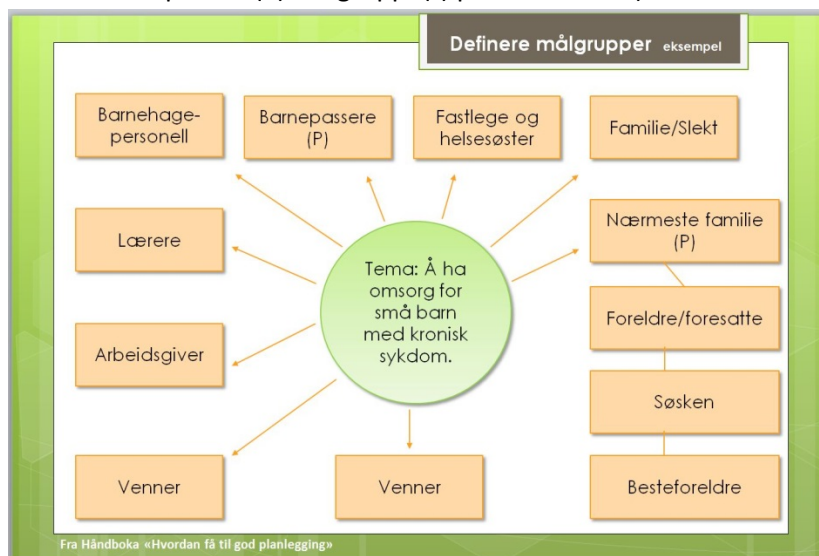 Definere målgrupper eksempel
Barnehage-
personell
Barnepassere
(P)
Fastlege og
helsesøster
Familie/Slekt
Lærere
Tema: Å ha
omsorg for
små barn
med kronisk
sykdom.
Nærmeste familie
(P)
Foreldre/foresatte
Arbeidsgiver
Søsken
Venner
Venner
Besteforeldre
Fra Håndboka «Hvordan få til god planlegging»